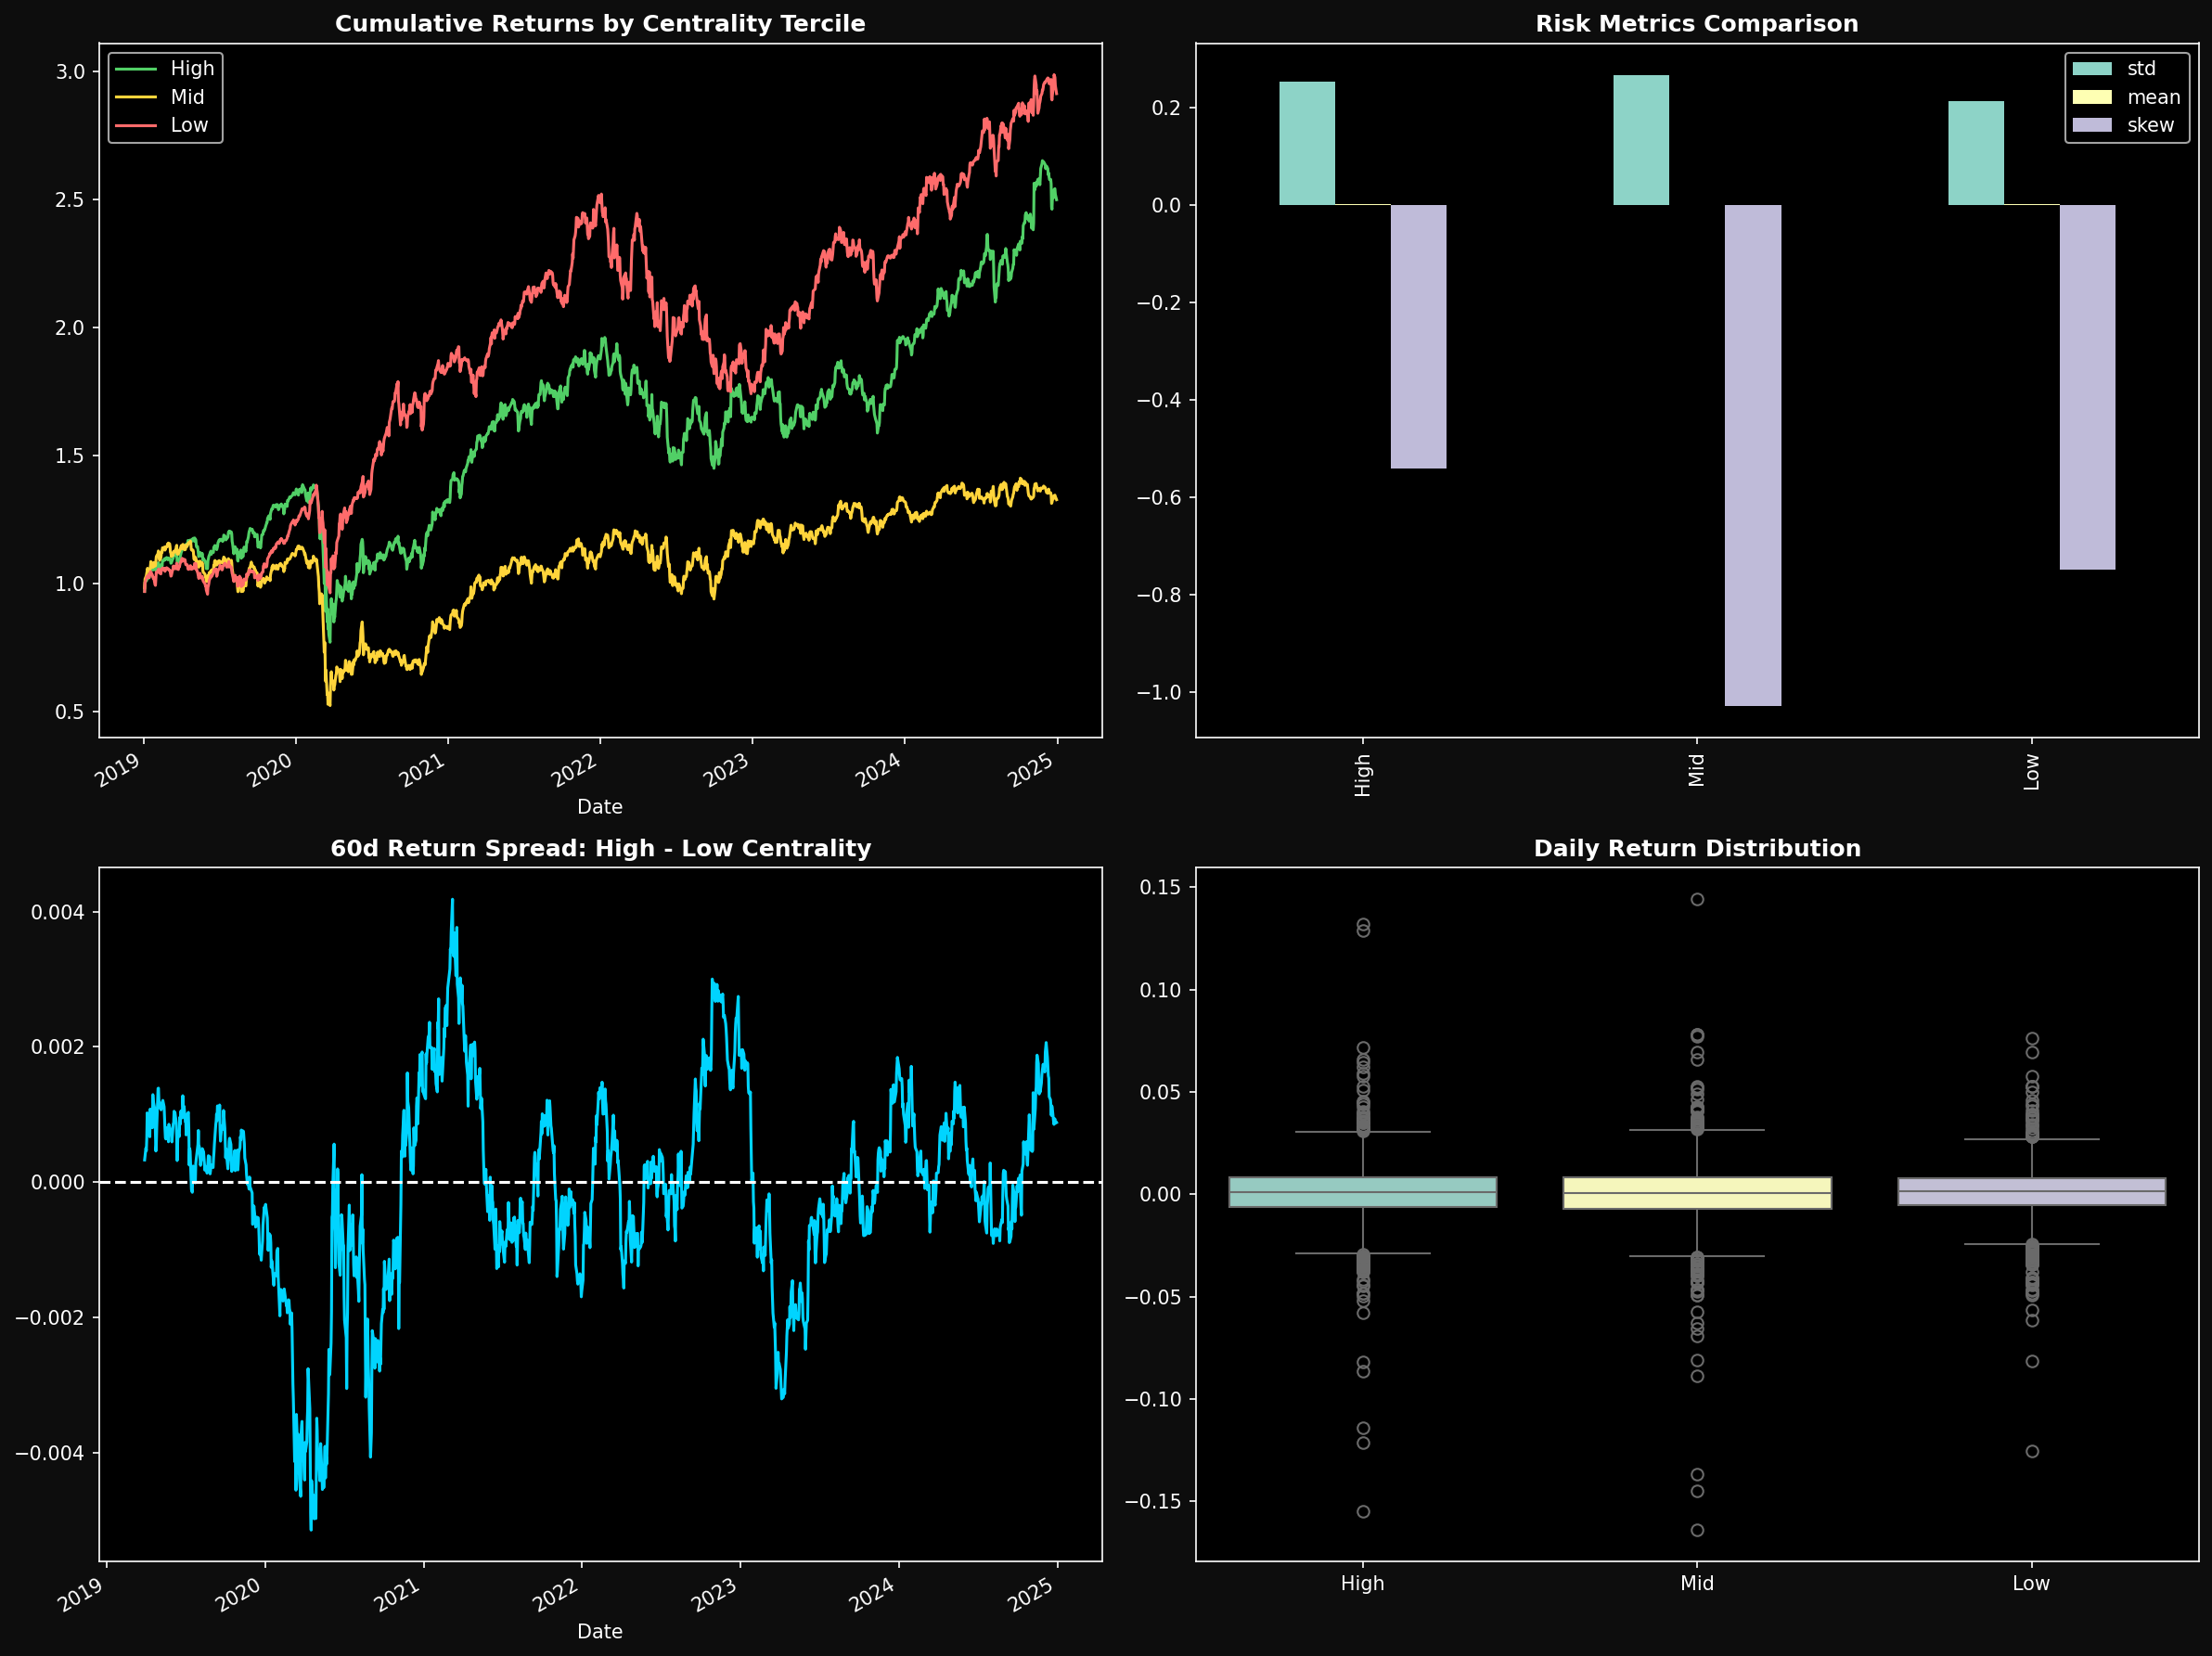 Cumulative Returns by Centrality Tercile
High
Mid
Low
3.0
2.5
2.0
1.5
1.0
0.5
2019
2020
2021
2022
2023
2024
2025
Date
Risk Metrics Comparison
std
mean
skew
0.2
0.0
−0.2
−0.4
−0.6
−0.8
−1.0
High
Mid
Low
60d Return Spread: High - Low Centrality
0.004
0.002
0.000
−0.002
−0.004
2019
2020
2021
2022
2023
2024
2025
Date
Daily Return Distribution
0.15
0.10
0.05
0.00
−0.05
−0.10
−0.15
High
Mid
Low